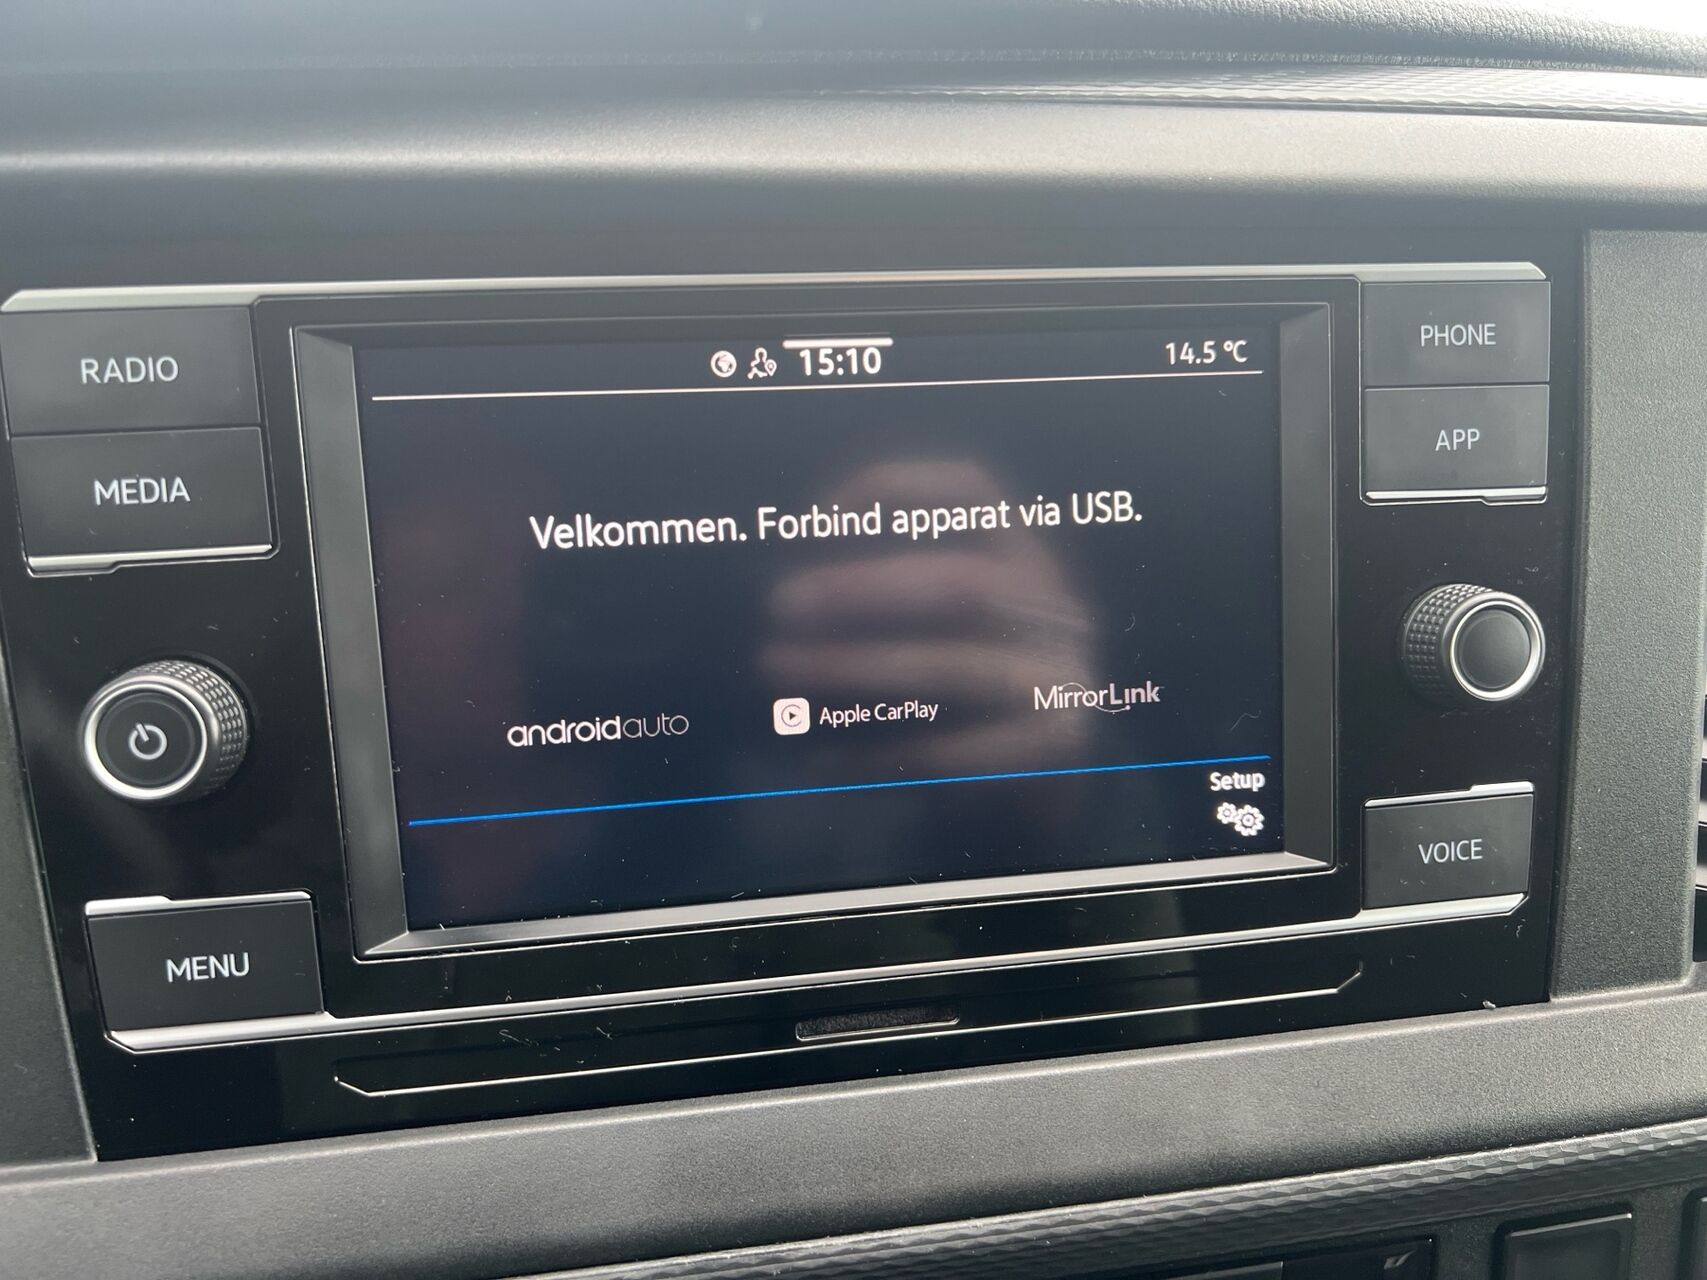 RADIO
MEDIA
MENU
15:10
14.5 °C
Velkommen. Forbind apparat via USB.
androidauto
Apple CarPlay
MirrorLink
Setup
PHONE
APP
VOICE